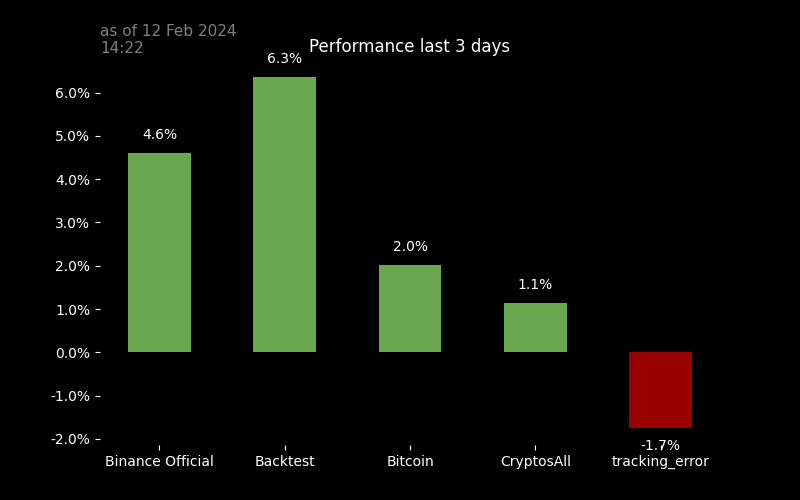 as of 12 Feb 2024
14:22
Performance last 3 days
6.3%
6.0%
4.6%
5.0%
4.0%
3.0%
2.0%
2.0%
1.1%
1.0%
0.0%
-1.0%
-2.0%
-1.7%
Binance Official
Backtest
Bitcoin
CryptosAll
tracking_error